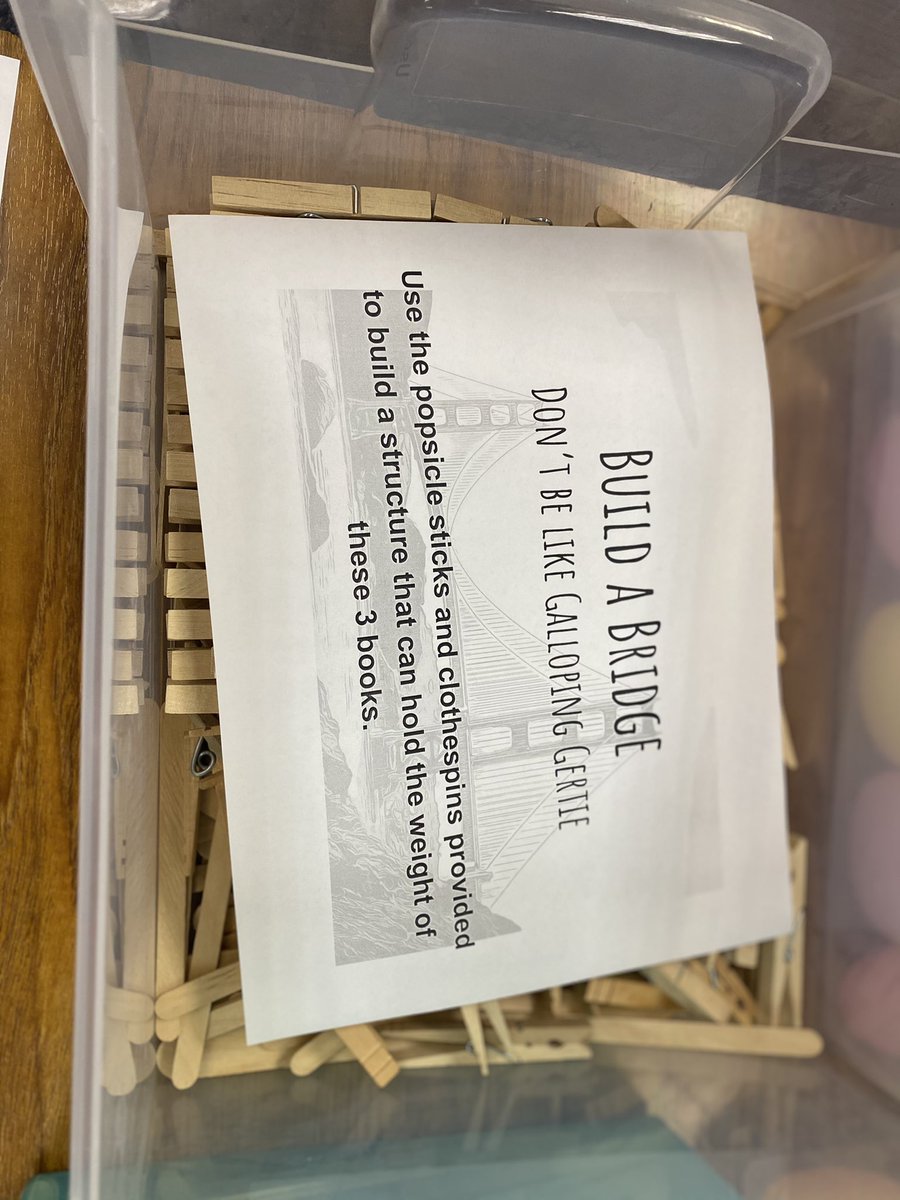 BUILD A BRIDGE
DON'T BE LIKE GALLOPING GERTIE
Use the popsicle sticks and clothespins provided
to build a structure that can hold the weight of
these 3 books.